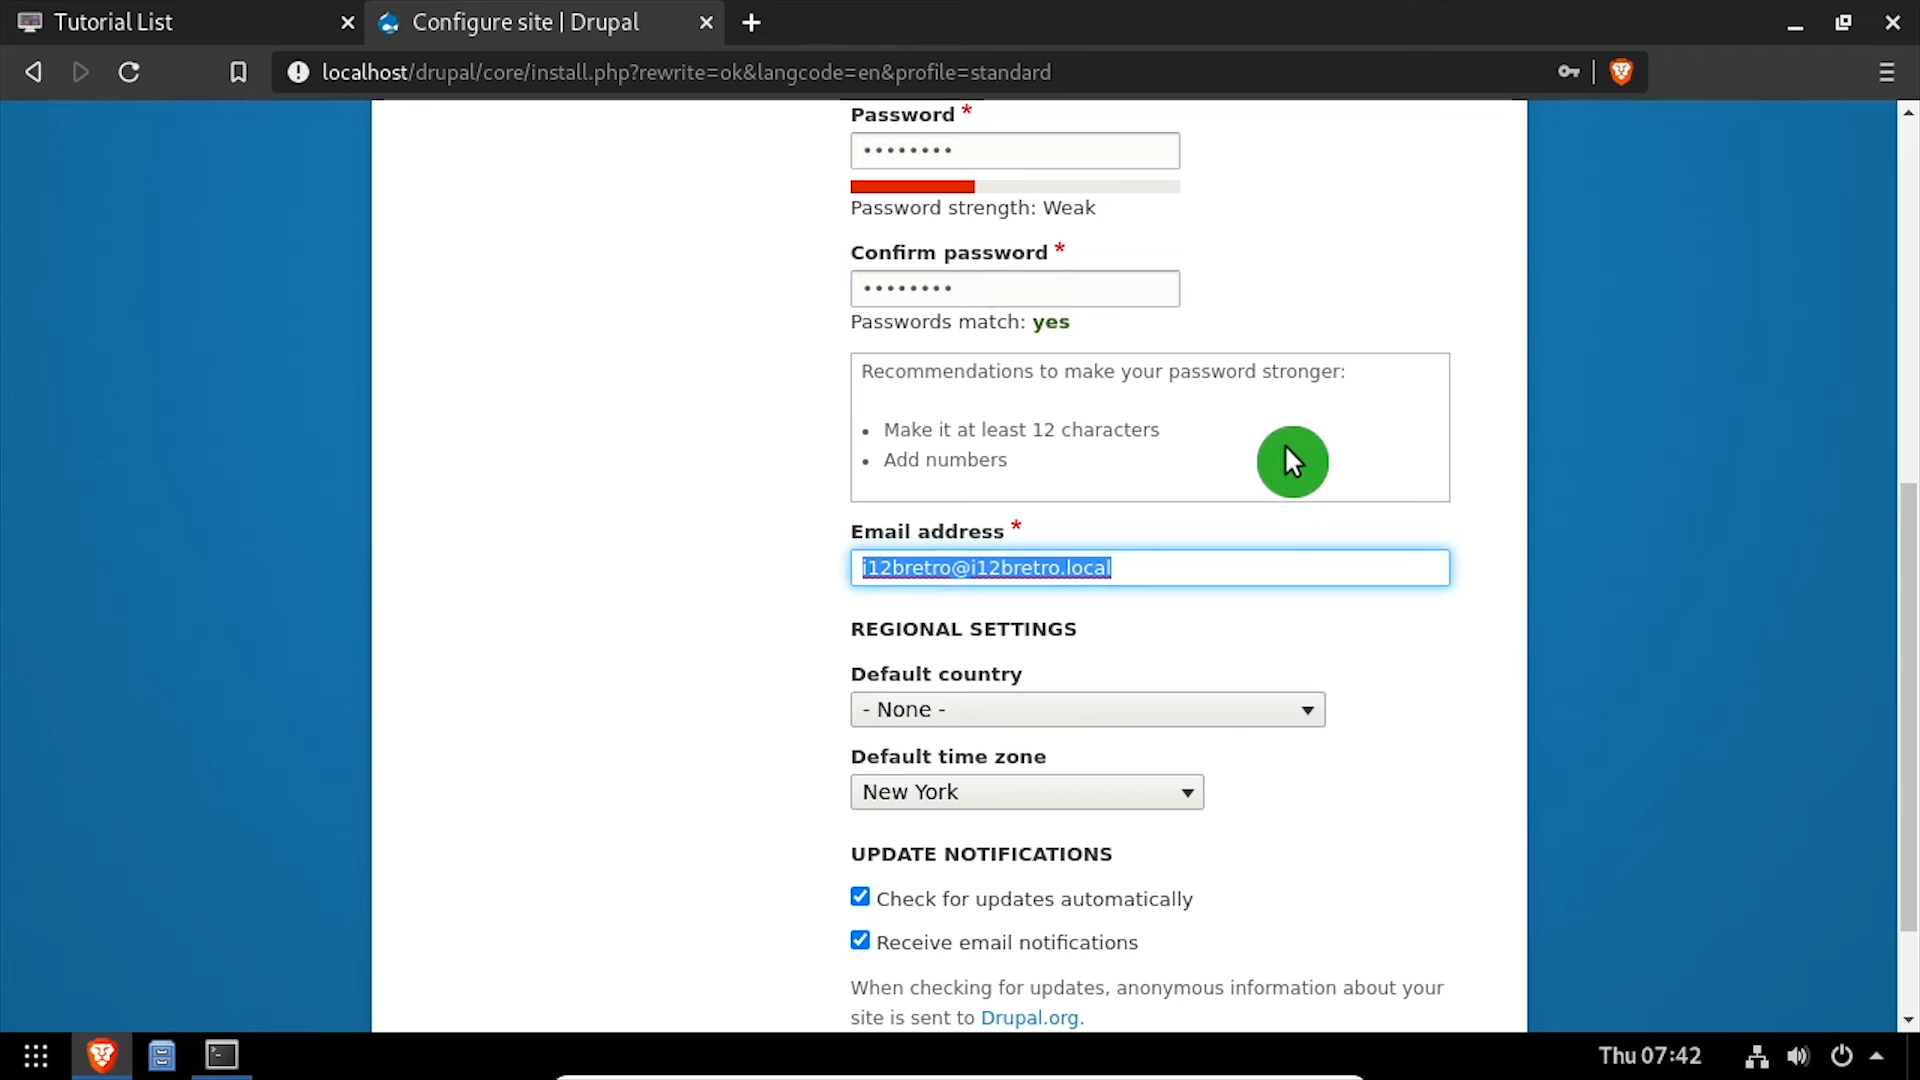 Tutorial List
Configure site | Drupal
localhost/drupal/core/install.php?rewrite=ok&langcode=en&profile=standard
Password *
••••••••
Password strength: Weak
Confirm password *
••••••••
Passwords match: yes
Recommendations to make your password stronger:
• Make it at least 12 characters
• Add numbers
Email address *
i12bretro@i12bretro.local
REGIONAL SETTINGS
Default country
- None -
Default time zone
New York
UPDATE NOTIFICATIONS
Check for updates automatically
Receive email notifications
When checking for updates, anonymous information about your
site is sent to Drupal.org.
Thu 07:42